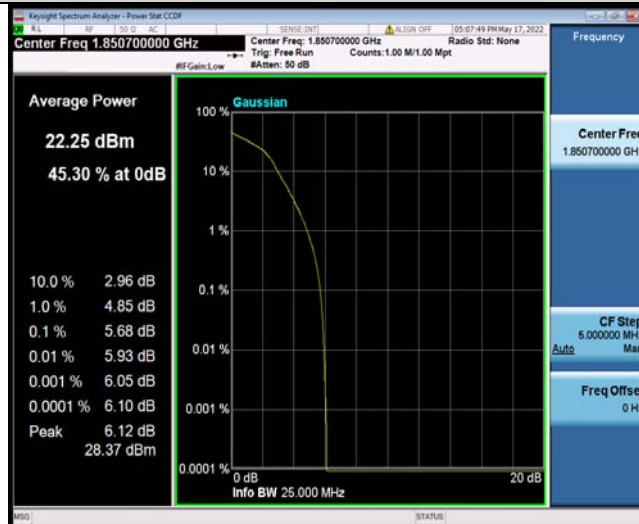 Keysight Spectrum Analyzer - Power Stat CCDF
RL RF 50 Ω AC SENSE:INT ALIGN OFF 05:07:49 PM May 17, 2022
Center Freq 1.850700000 GHz
Center Freq: 1.850700000 GHz Radio Std: None
Trig: Free Run Counts:1.00 M/1.00 Mpt
#IFGain:Low #Atten: 50 dB
Frequency
Average Power
22.25 dBm
45.30 % at 0dB
10.0 % 2.96 dB
1.0 % 4.85 dB
0.1 % 5.68 dB
0.01 % 5.93 dB
0.001 % 6.05 dB
0.0001 % 6.10 dB
Peak 6.12 dB
28.37 dBm
Gaussian
100 %
10 %
1 %
0.1 %
0.01 %
0.001 %
0.0001 %
0 dB 20 dB
Info BW 25.000 MHz
Center Fre
1.850700000 GH
CF Step
5.000000 MH
Auto Ma
Freq Offse
0 H
MSG STATUS